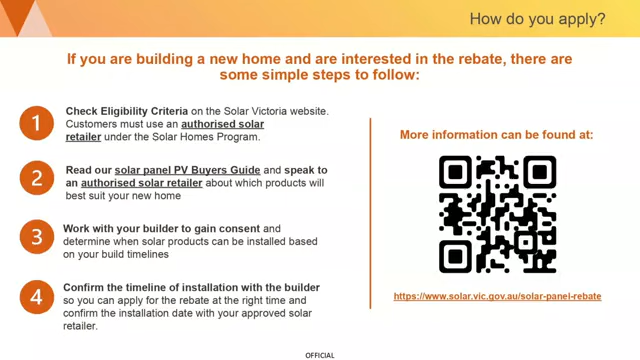 How do you apply?
If you are building a new home and are interested in the rebate, there are
some simple steps to follow:
1
Check Eligibility Criteria on the Solar Victoria website.
Customers must use an authorised solar
retailer under the Solar Homes Program.
2
Read our solar panel PV Buyers Guide and speak to
an authorised solar retailer about which products will
best suit your new home
3
Work with your builder to gain consent and
determine when solar products can be installed based
on your build timelines
4
Confirm the timeline of installation with the builder
so you can apply for the rebate at the right time and
confirm the installation date with your approved solar
retailer.
More information can be found at:
https://www.solar.vic.gov.au/solar-panel-rebate
OFFICIAL